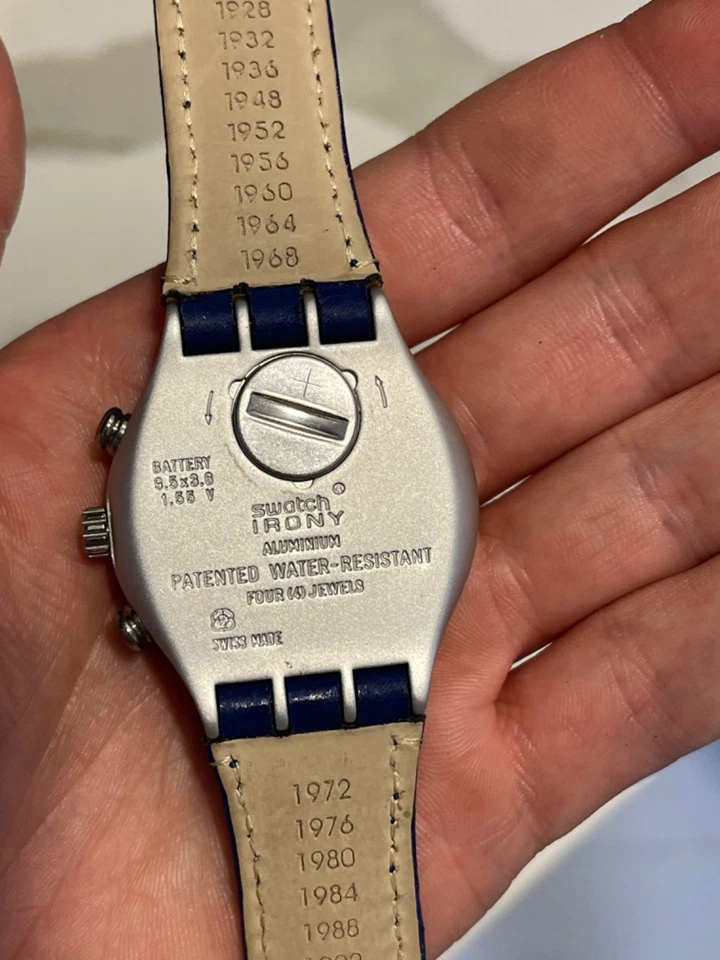 1928
1932
1936
1948
1952
1956
1960
1964
1968
BATTERY
9.5x3.6
1.55 V
swatch®
IRONY
ALUMINIUM
PATENTED WATER-RESISTANT
FOUR (4) JEWELS
SWISS MADE
1972
1976
1980
1984
1988